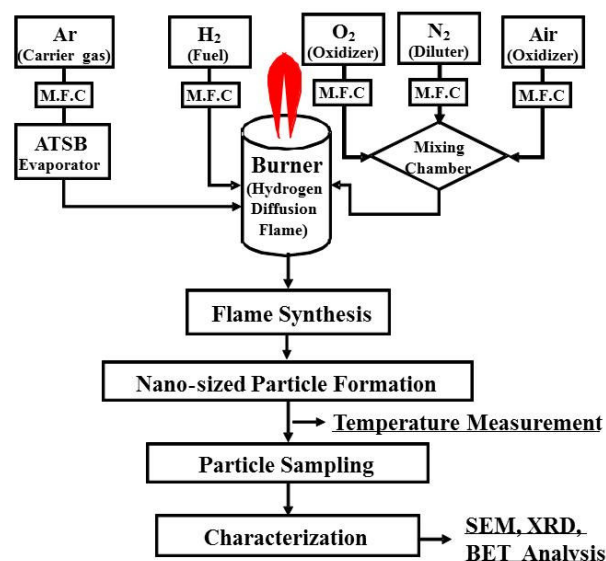 Ar
(Carrier gas)
H₂
(Fuel)
O₂
(Oxidizer)
N₂
(Diluter)
Air
(Oxidizer)
M.F.C
M.F.C
M.F.C
M.F.C
M.F.C
ATSB
Evaporator
Burner
(Hydrogen
Diffusion
Flame)
Mixing
Chamber
Flame Synthesis
Nano-sized Particle Formation
Temperature Measurement
Particle Sampling
Characterization
SEM, XRD,
BET Analysis